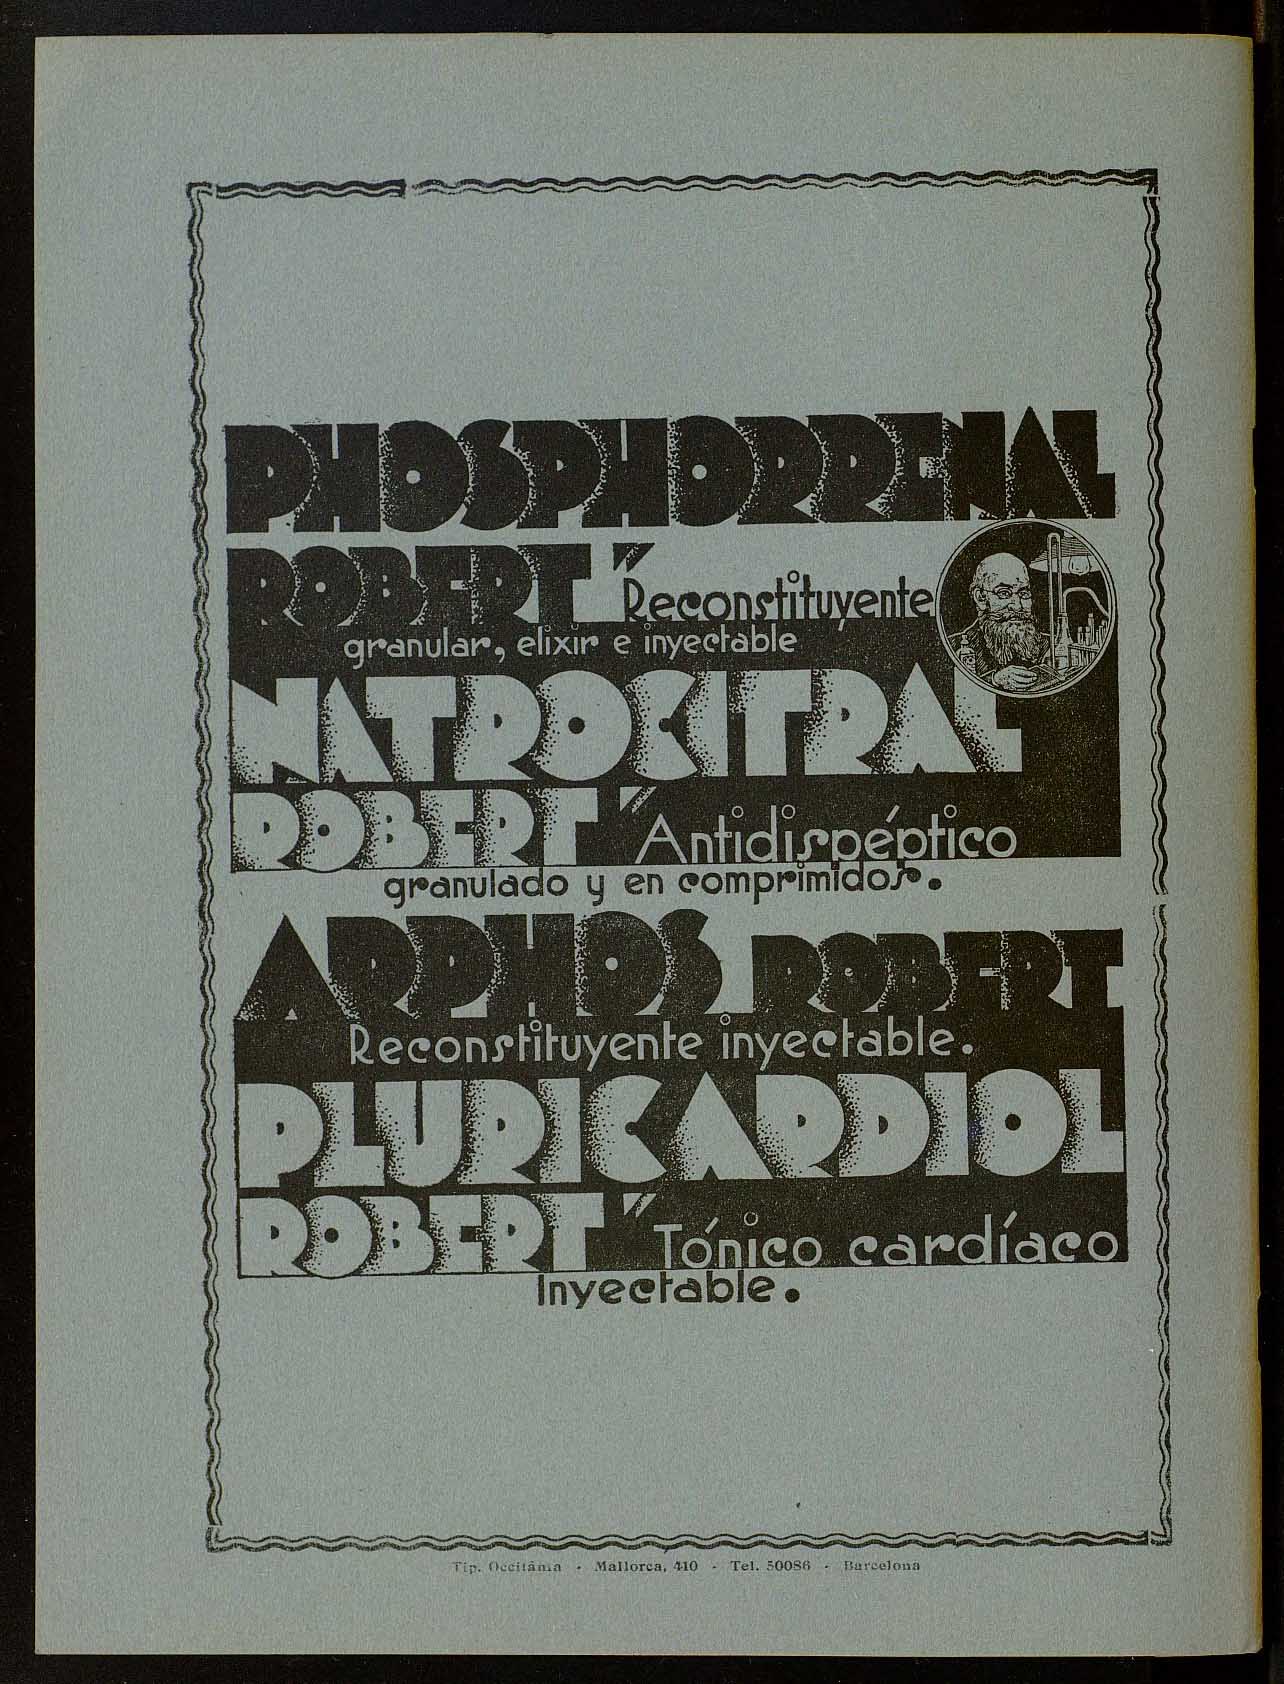 PHOSPHORRENAL
ROBERT " Reconstituyente
granular, elixir e inyectable
NATROCITRAL
ROBERT " Antidispéptico
granulado y en comprimidos.
ARPHOS ROBERT
Reconstituyente inyectable.
PLURICARDIOL
ROBERT " Tónico cardíaco
Inyectable.
Tip. Occitània - Mallorca, 410 - Tel. 50086 - Barcelona